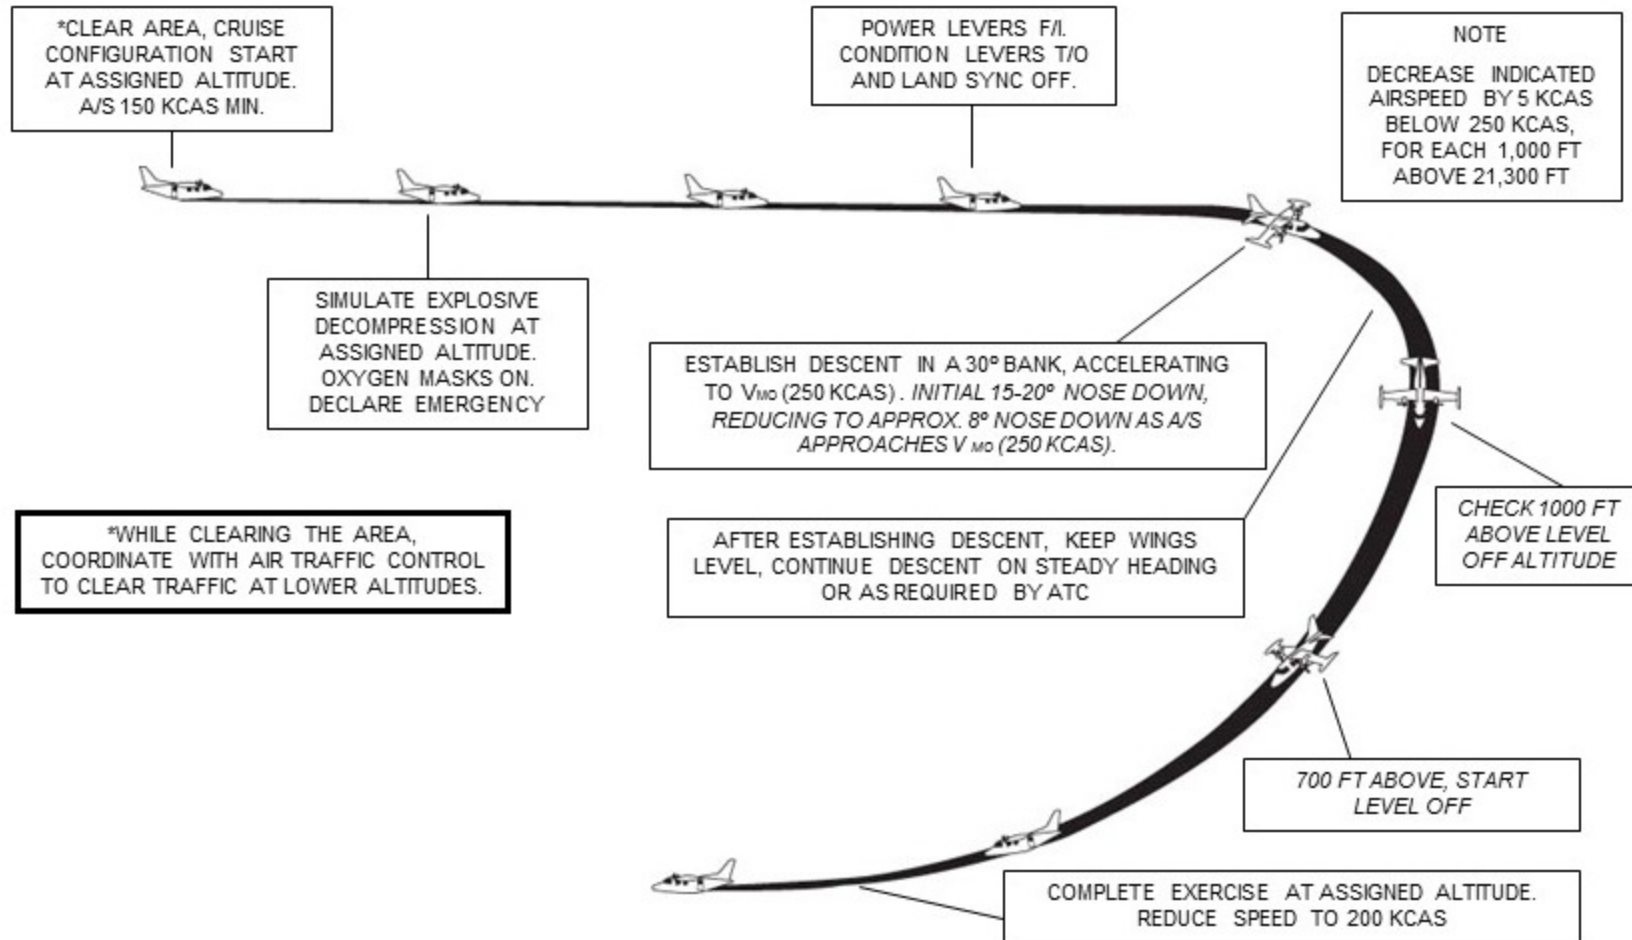 *CLEAR AREA, CRUISE
CONFIGURATION START
AT ASSIGNED ALTITUDE.
A/S 150 KCAS MIN.
POWER LEVERS F/I.
CONDITION LEVERS T/O
AND LAND SYNC OFF.
NOTE
DECREASE INDICATED
AIRSPEED BY 5 KCAS
BELOW 250 KCAS,
FOR EACH 1,000 FT
ABOVE 21,300 FT
SIMULATE EXPLOSIVE
DECOMPRESSION AT
ASSIGNED ALTITUDE.
OXYGEN MASKS ON.
DECLARE EMERGENCY
ESTABLISH DESCENT IN A 30º BANK, ACCELERATING
TO VMO (250 KCAS). INITIAL 15-20º NOSE DOWN,
REDUCING TO APPROX. 8º NOSE DOWN AS A/S
APPROACHES V MO (250 KCAS).
*WHILE CLEARING THE AREA,
COORDINATE WITH AIR TRAFFIC CONTROL
TO CLEAR TRAFFIC AT LOWER ALTITUDES.
AFTER ESTABLISHING DESCENT, KEEP WINGS
LEVEL, CONTINUE DESCENT ON STEADY HEADING
OR AS REQUIRED BY ATC
CHECK 1000 FT
ABOVE LEVEL
OFF ALTITUDE
700 FT ABOVE, START
LEVEL OFF
COMPLETE EXERCISE AT ASSIGNED ALTITUDE.
REDUCE SPEED TO 200 KCAS